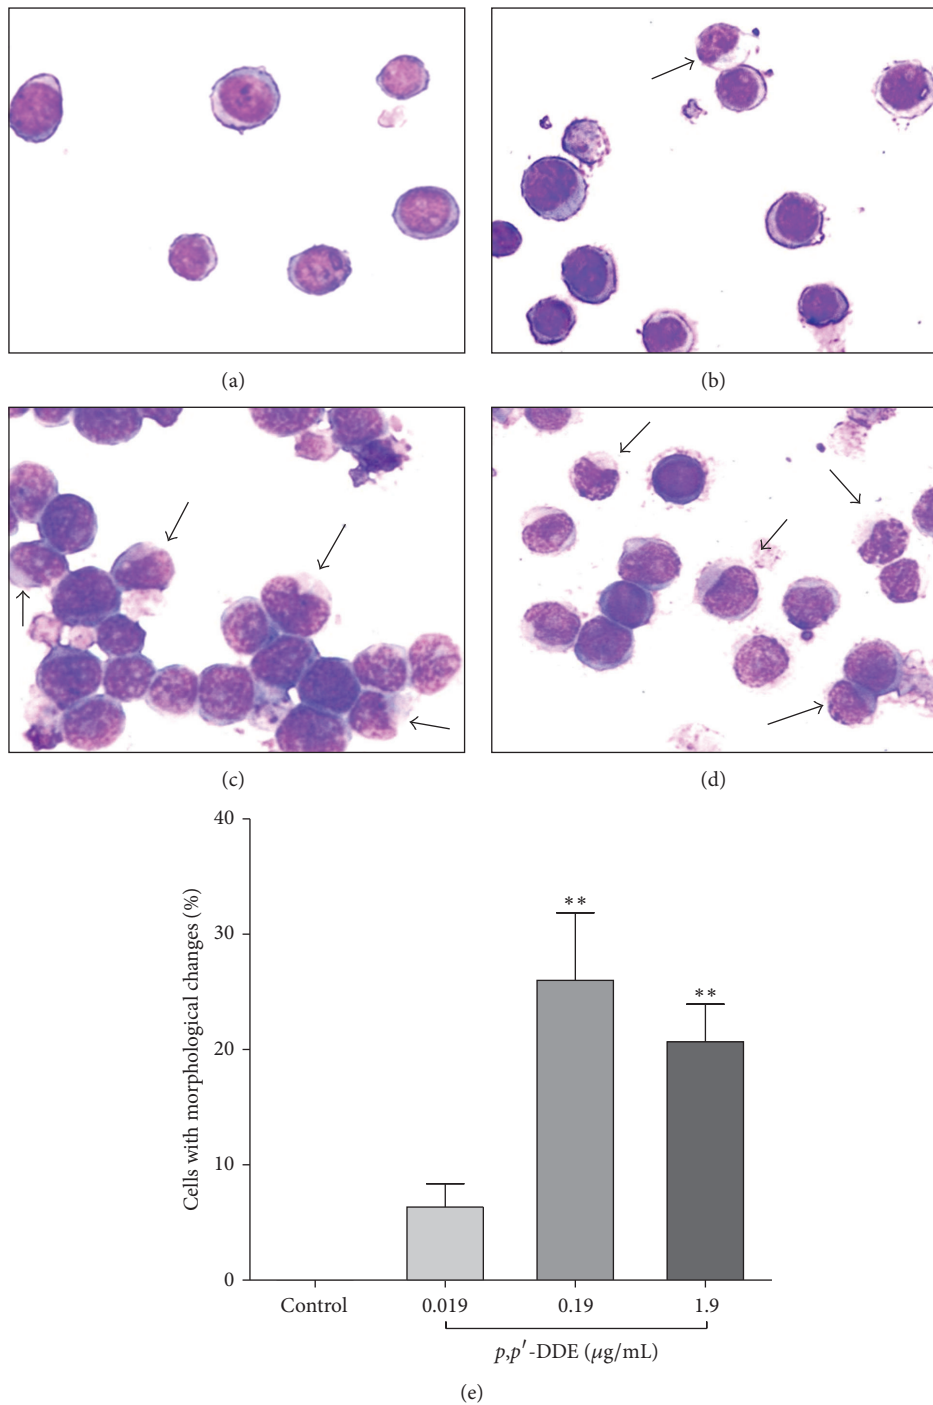 (a)
(b)
(c)
(d)
40
30
20
10
0
Cells with morphological changes (%)
**
**
Control
0.019
0.19
1.9
p,p′-DDE (μg/mL)
(e)